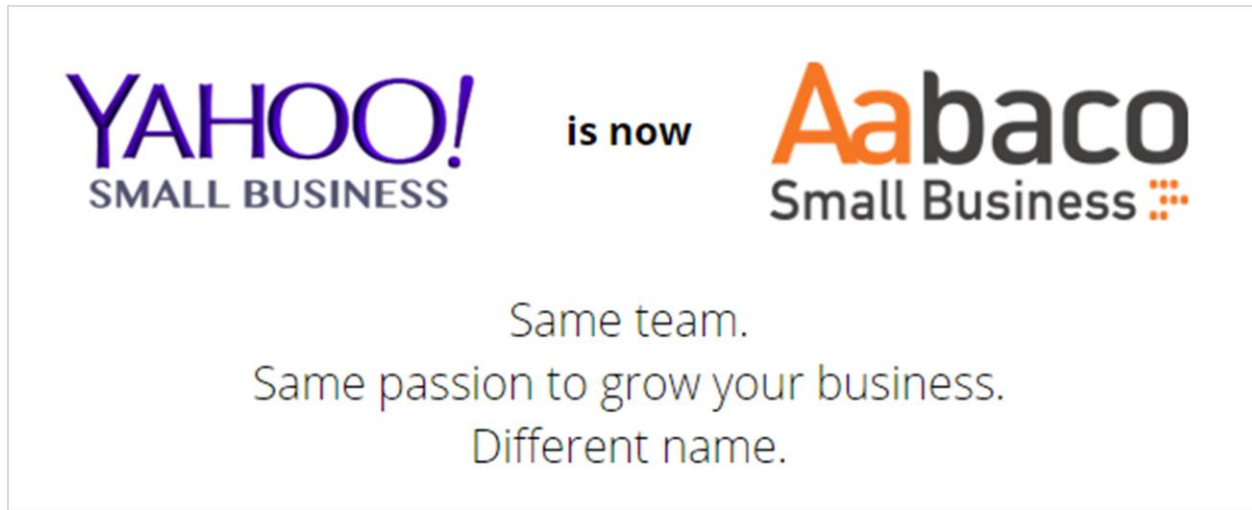 YAHOO!
SMALL BUSINESS
is now
Aabaco
Small Business
Same team.
Same passion to grow your business.
Different name.